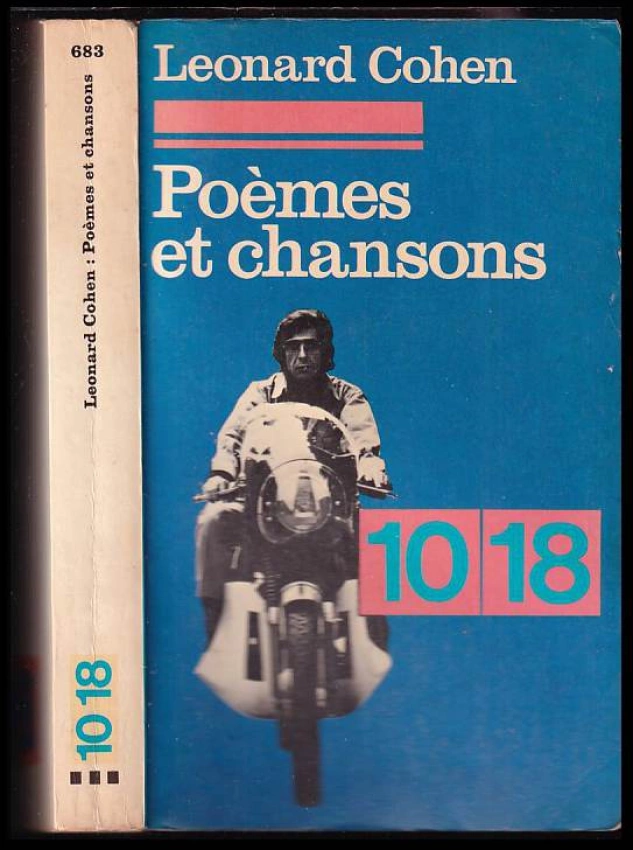 683
Leonard Cohen : Poèmes et chansons
10 18
Leonard Cohen
Poèmes
et chansons
10 18